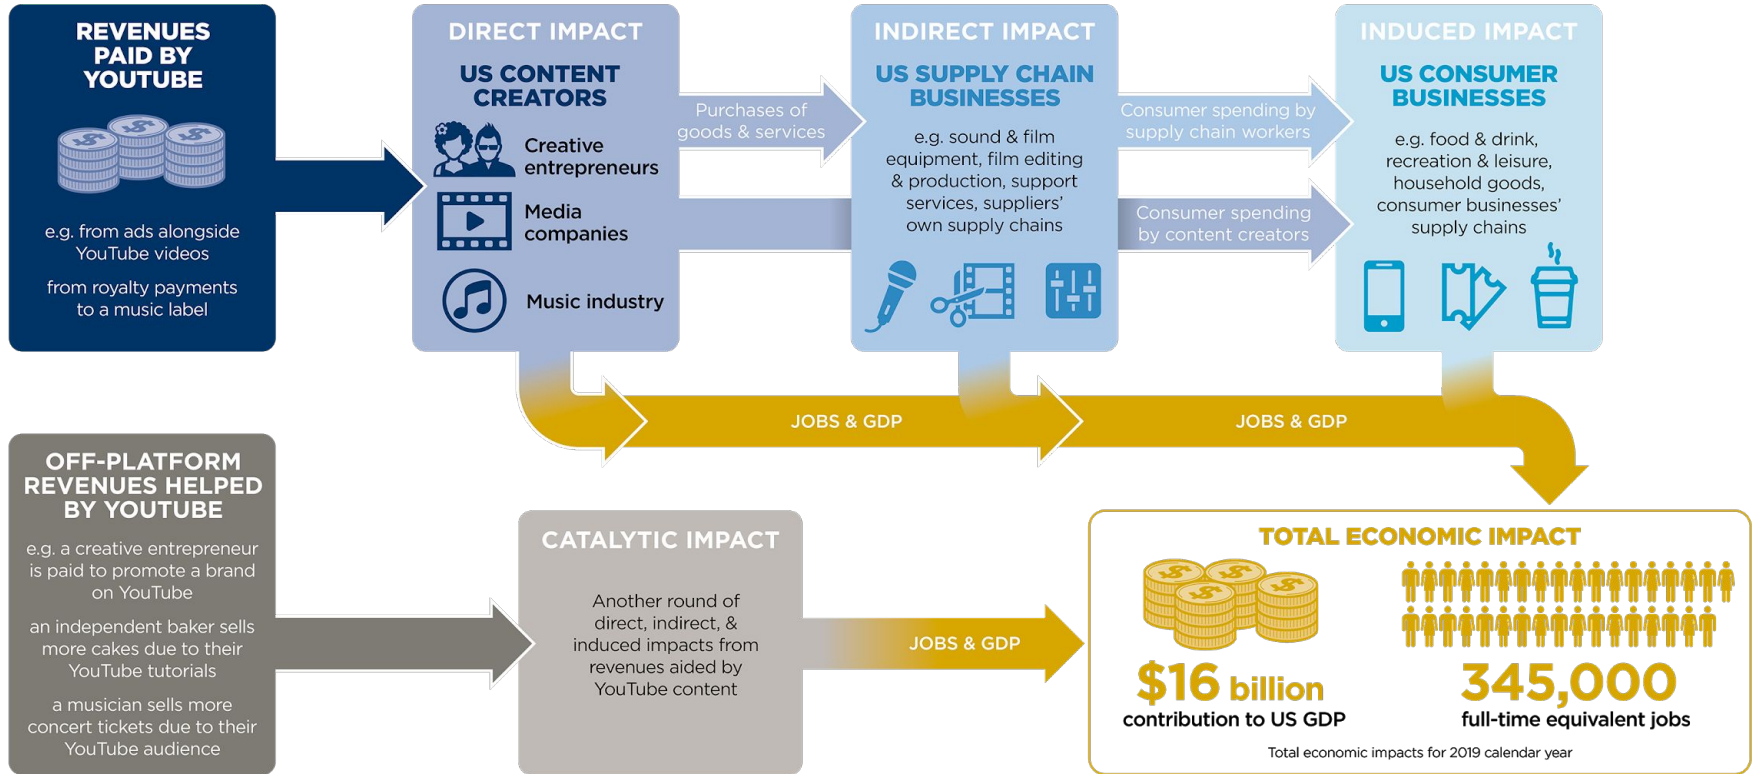 REVENUES
PAID BY
YOUTUBE
e.g. from ads alongside
YouTube videos
from royalty payments
to a music label
DIRECT IMPACT
US CONTENT
CREATORS
Creative
entrepreneurs
Media
companies
Music industry
Purchases of
goods & services
INDIRECT IMPACT
US SUPPLY CHAIN
BUSINESSES
e.g. sound & film
equipment, film editing
& production, support
services, suppliers'
own supply chains
Consumer spending by
supply chain workers
Consumer spending
by content creators
INDUCED IMPACT
US CONSUMER
BUSINESSES
e.g. food & drink,
recreation & leisure,
household goods,
consumer businesses'
supply chains
JOBS & GDP
JOBS & GDP
OFF-PLATFORM
REVENUES HELPED
BY YOUTUBE
e.g. a creative entrepreneur
is paid to promote a brand
on YouTube
an independent baker sells
more cakes due to their
YouTube tutorials
a musician sells more
concert tickets due to their
YouTube audience
CATALYTIC IMPACT
Another round of
direct, indirect, &
induced impacts from
revenues aided by
YouTube content
JOBS & GDP
TOTAL ECONOMIC IMPACT
$16 billion
contribution to US GDP
345,000
full-time equivalent jobs
Total economic impacts for 2019 calendar year